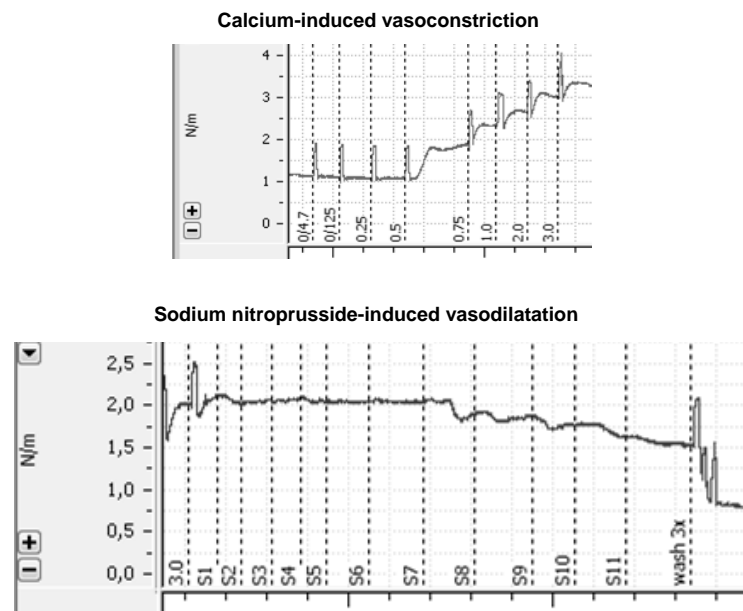 Calcium-induced vasoconstriction
4
3
2
1
0
N/m
0/4.7
0/125
0.25
0.5
0.75
1.0
2.0
3.0
Sodium nitroprusside-induced vasodilatation
2,5
2,0
1,5
1,0
0,5
0,0
N/m
3.0
S1
S2
S3
S4
S5
S6
S7
S8
S9
S10
S11
wash 3x